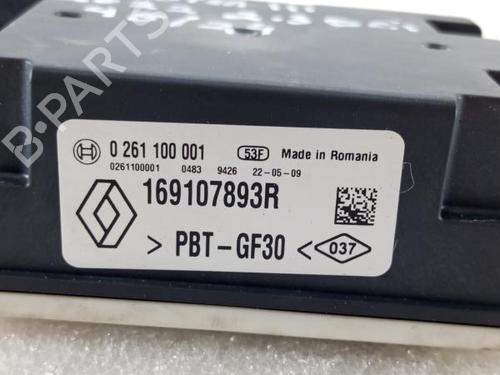 0 261 100 001 53F Made in Romania
0261100001 0483 9426 22-05-09
169107893R
> PBT-GF30 < 037
B-PARTS